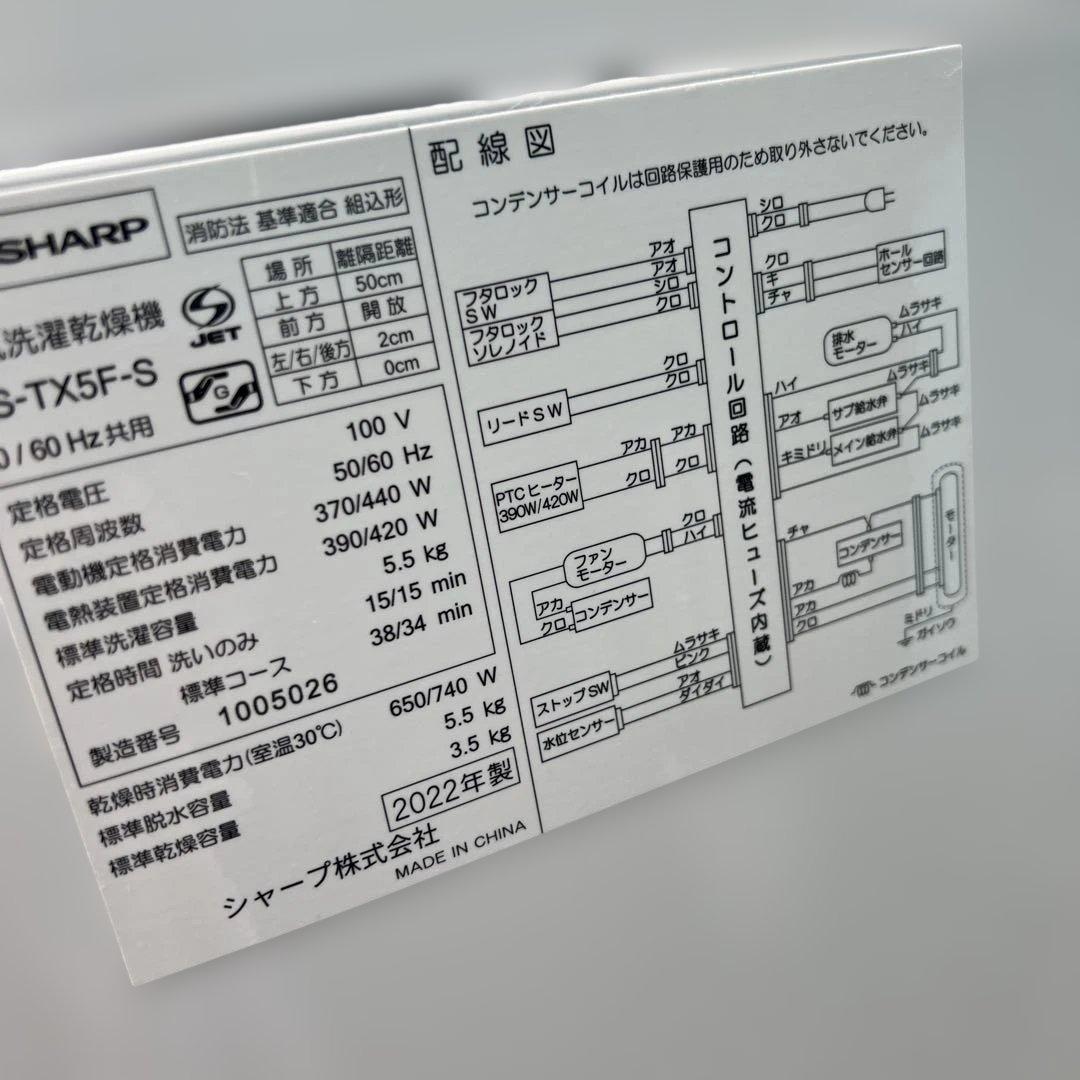 SHARP
消防法 基準適合 組込形
洗濯乾燥機
S-TX5F-S
0/60Hz共用
JET
G
場所 離隔距離
上方 50cm
前方 開放
左/右/後方 2cm
下方 0cm
定格電圧 100 V
定格周波数 50/60 Hz
電動機定格消費電力 370/440 W
電熱装置定格消費電力 390/420 W
標準洗濯容量 5.5 kg
定格時間 洗いのみ 15/15 min
標準コース 38/34 min
製造番号 1005026
乾燥時消費電力(室温30℃) 650/740 W
標準脱水容量 5.5 kg
標準乾燥容量 3.5 kg
2022年製
シャープ株式会社
MADE IN CHINA
配線図
コンデンサーコイルは回路保護用のため取り外さないでください。
フタロック
SW
フタロック
ソレノイド
アオ
アオ
シロ
クロ
リードSW
クロ
クロ
PTCヒーター
390W/420W
アカ
クロ
アカ
クロ
ファン
モーター
クロ
ハイ
アカ
クロ
コンデンサー
ストップSW
水位センサー
ムラサキ
ピンク
アオ
ダイダイ
コントロール回路(電流ヒューズ内蔵)
シロ
クロ
クロ
キ
チャ
ホール
センサー回路
排水
モーター
ムラサキ
ハイ
ハイ
ムラサキ
アオ
サブ給水弁
ムラサキ
キミドリ
メイン給水弁
ムラサキ
チャ
コンデンサー
モーター
アカ
アカ
クロ
ミドリ
ガイソウ
コンデンサーコイル